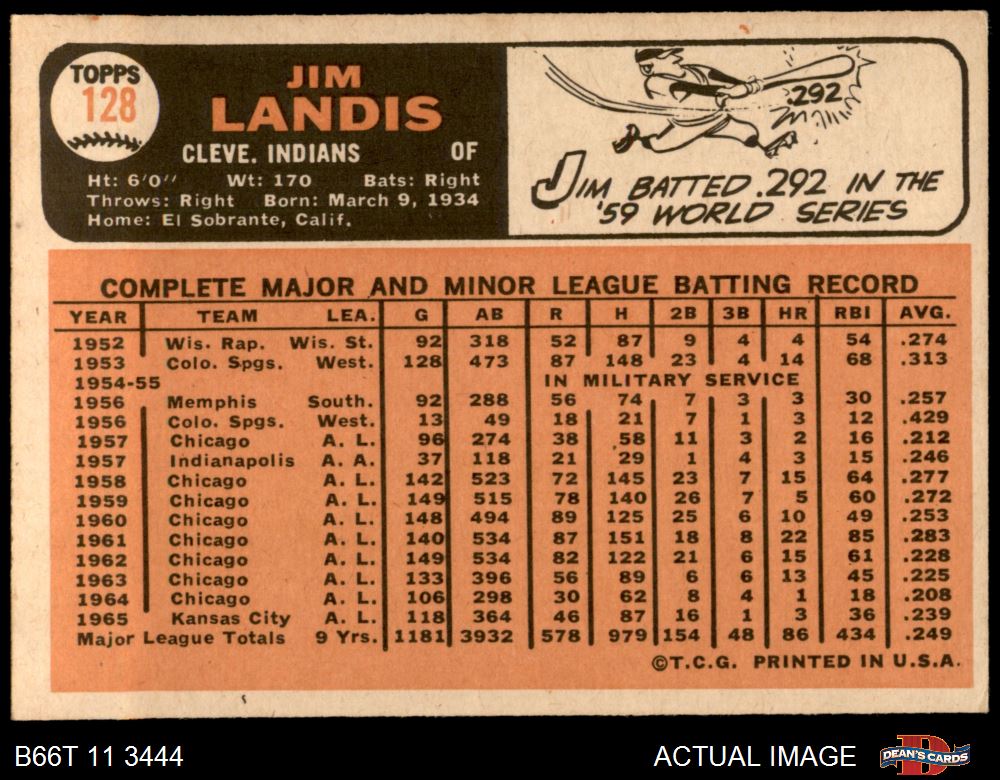 TOPPS
128
JIM
LANDIS
CLEVE. INDIANS OF
Ht: 6'0" Wt: 170 Bats: Right
Throws: Right Born: March 9, 1934
Home: El Sobrante, Calif.
.292
JIM BATTED .292 IN THE
'59 WORLD SERIES
COMPLETE MAJOR AND MINOR LEAGUE BATTING RECORD
YEAR TEAM LEA. G AB R H 2B 3B HR RBI AVG.
1952 Wis. Rap. Wis. St. 92 318 52 87 9 4 4 54 .274
1953 Colo. Spgs. West. 128 473 87 148 23 4 14 68 .313
1954-55 IN MILITARY SERVICE
1956 Memphis South. 92 288 56 74 7 3 3 30 .257
1956 Colo. Spgs. West. 13 49 18 21 7 1 3 12 .429
1957 Chicago A. L. 96 274 38 58 11 3 2 16 .212
1957 Indianapolis A. A. 37 118 21 29 1 4 3 15 .246
1958 Chicago A. L. 142 523 72 145 23 7 15 64 .277
1959 Chicago A. L. 149 515 78 140 26 7 5 60 .272
1960 Chicago A. L. 148 494 89 125 25 6 10 49 .253
1961 Chicago A. L. 140 534 87 151 18 8 22 85 .283
1962 Chicago A. L. 149 534 82 122 21 6 15 61 .228
1963 Chicago A. L. 133 396 56 89 6 6 13 45 .225
1964 Chicago A. L. 106 298 30 62 8 4 1 18 .208
1965 Kansas City A. L. 118 364 46 87 16 1 3 36 .239
Major League Totals 9 Yrs. 1181 3932 578 979 154 48 86 434 .249
©T.C.G. PRINTED IN U.S.A.
B66T 11 3444 ACTUAL IMAGE DEAN'S CARDS